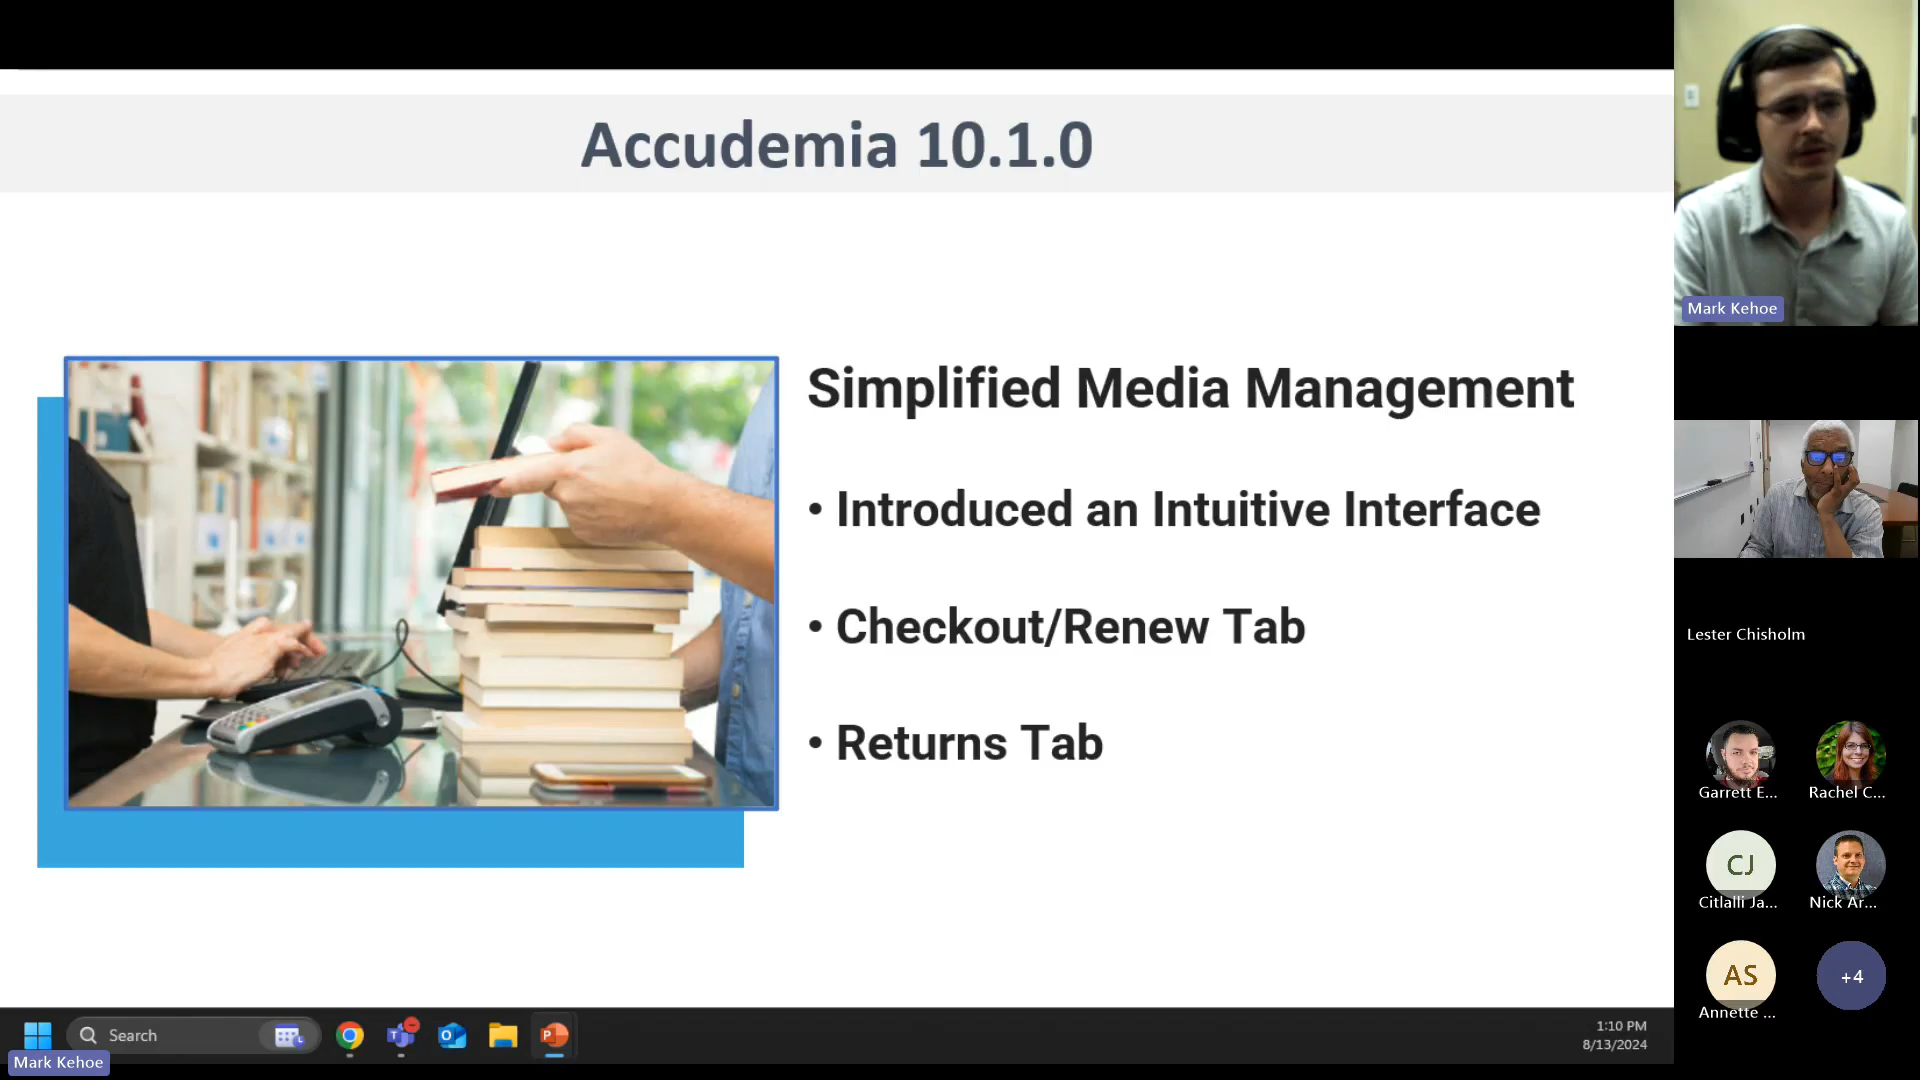 Accudemia 10.1.0
Simplified Media Management
• Introduced an Intuitive Interface
• Checkout/Renew Tab
• Returns Tab
Mark Kehoe
Lester Chisholm
Garrett E...
Rachel C...
CJ
Citlalli Ja...
Nick Ar...
AS
Annette ...
+4
Search
1:10 PM
8/13/2024
Mark Kehoe